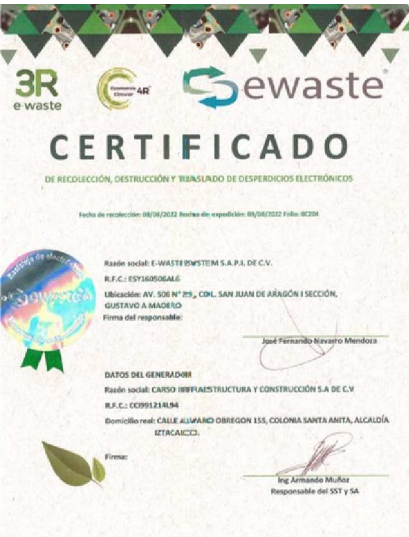 3R
e waste
Economía
Circular 4R
ewaste
CERTIFICADO
DE RECOLECCIÓN, DESTRUCCIÓN Y TRASLADO DE DESPERDICIOS ELECTRÓNICOS
Fecha de recolección: 08/08/2022 Fecha de expedición: 09/08/2022 Folio: 0C204
Razón social: E-WASTE SYSTEM S.A.P.I. DE C.V.
R.F.C.: ESY160506AL6
Ubicación: AV. 506 N° COL. SAN JUAN DE ARAGÓN I SECCIÓN,
GUSTAVO A MADERO
Firma del responsable:
José Fernando Navarro Mendoza
DATOS DEL GENERADOR
Razón social: CARSO INFRAESTRUCTURA Y CONSTRUCCIÓN S.A DE C.V
R.F.C.: CCI991214L94
Domicilio real: CALLE ALVARO OBREGON 155, COLONIA SANTA ANITA, ALCALDÍA
IZTACALCO.
Firma:
Ing Armando Muñoz
Responsable del SST y SA